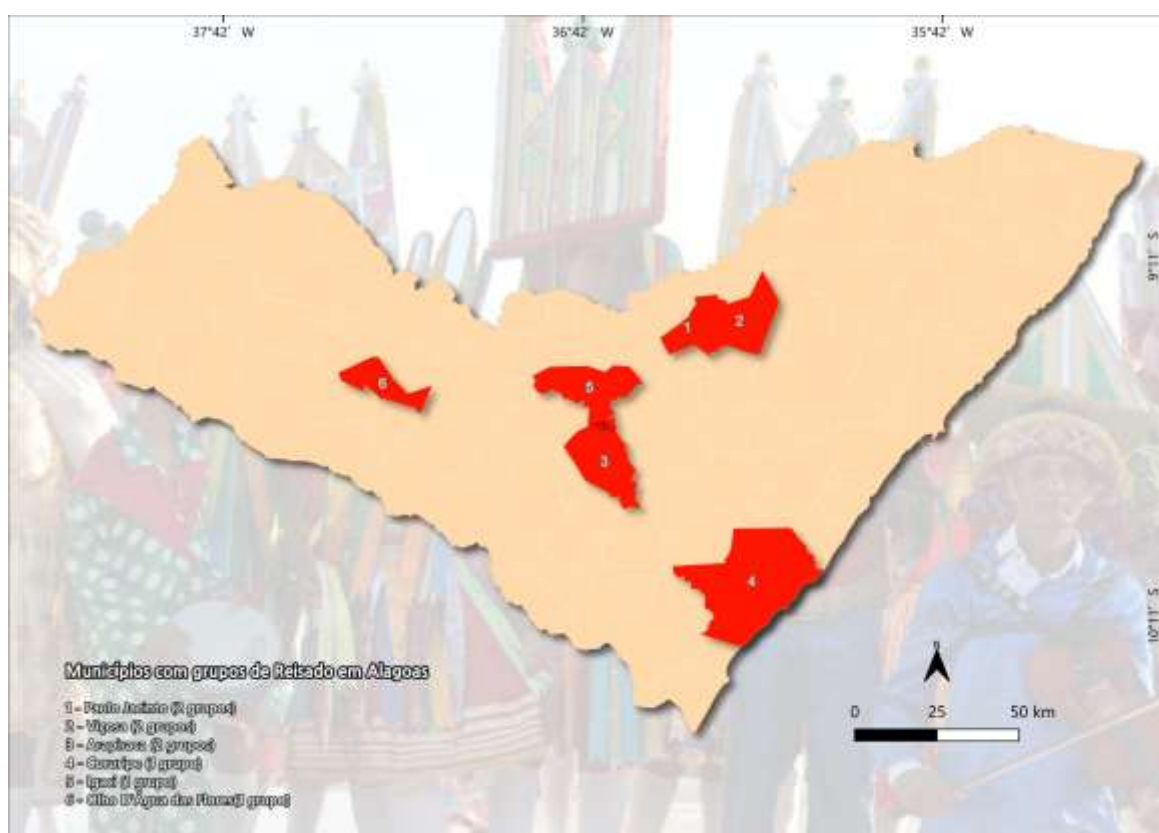 37°42' W
36°42' W
35°42' W
9°11' S
1
2
6
5
3
4
10°11' S
N
Municípios com grupos de Reisado em Alagoas
0 25 50 km
1 - Paulo Jacinto (2 grupos)
2 - Viçosa (2 grupos)
3 - Arapiraca (2 grupos)
4 - Coruripe (1 grupo)
5 - Igaci (1 grupo)
6 - Olho D'Água das Flores(1 grupo)